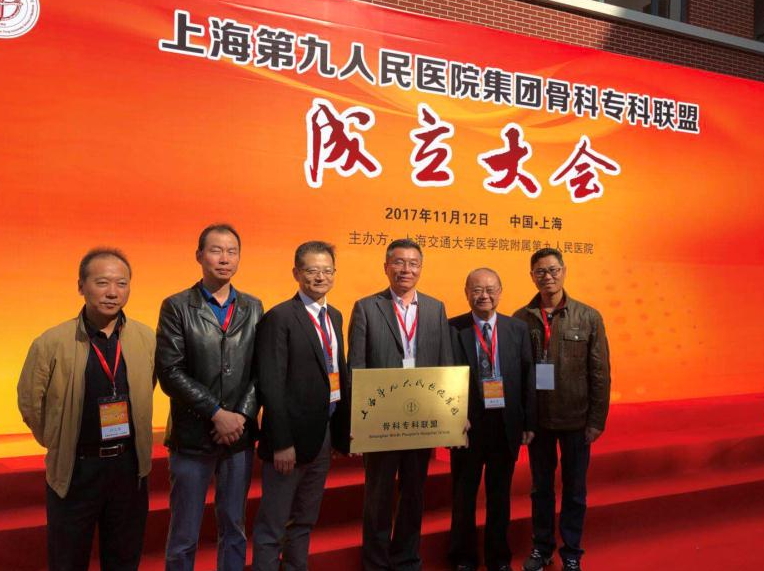 上海第九人民医院集团骨科专科联盟
成立大会
2017年11月12日 中国·上海
主办方：上海交通大学医学院附属第九人民医院
上海第九人民医院集团
骨科专科联盟